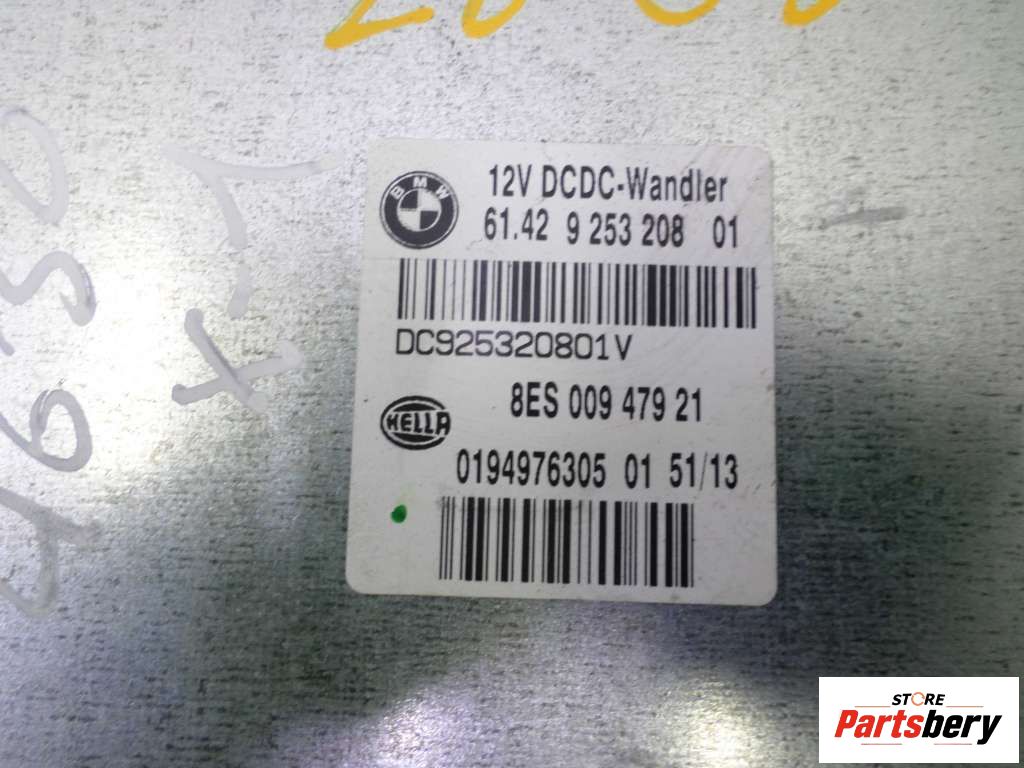 BMW
12V DCDC-Wandler
61.42 9 253 208 01
DC925320801V
8ES 009 479 21
HELLA
0194976305 01 51/13
X-1
STORE
Partsbery